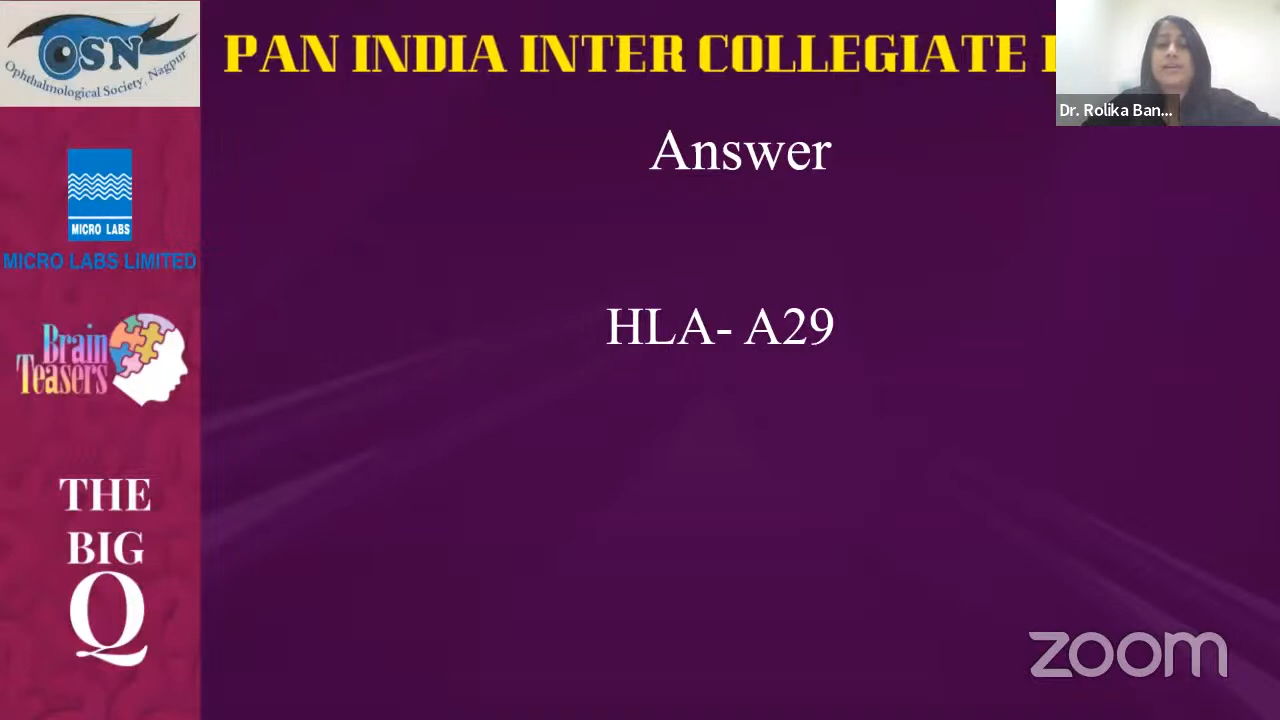 OSN
Ophthalmological Society, Nagpur
PAN INDIA INTER COLLEGIATE
Dr. Rolika Ban...
Answer
HLA- A29
MICRO LABS
MICRO LABS LIMITED
Brain
Teasers
THE
BIG
Q
zoom